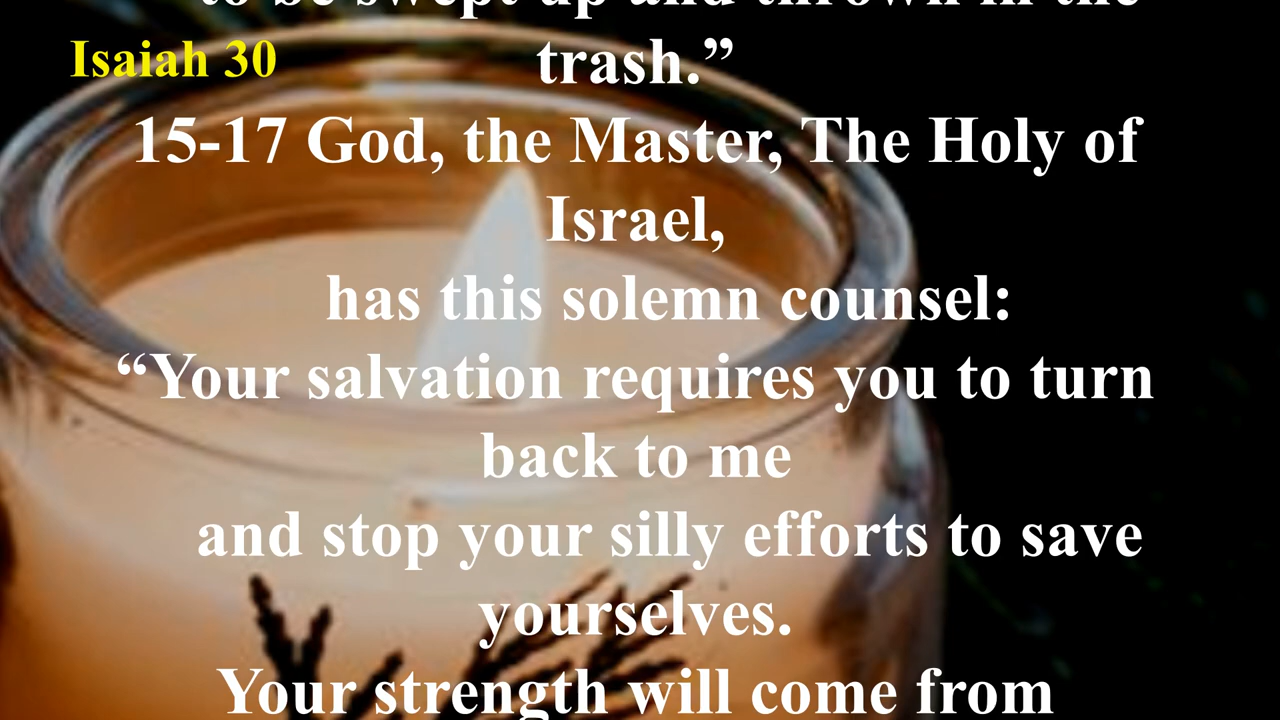 to be swept up and thrown in the
Isaiah 30
trash.”
15-17 God, the Master, The Holy of
Israel,
has this solemn counsel:
“Your salvation requires you to turn
back to me
and stop your silly efforts to save
yourselves.
Your strength will come from